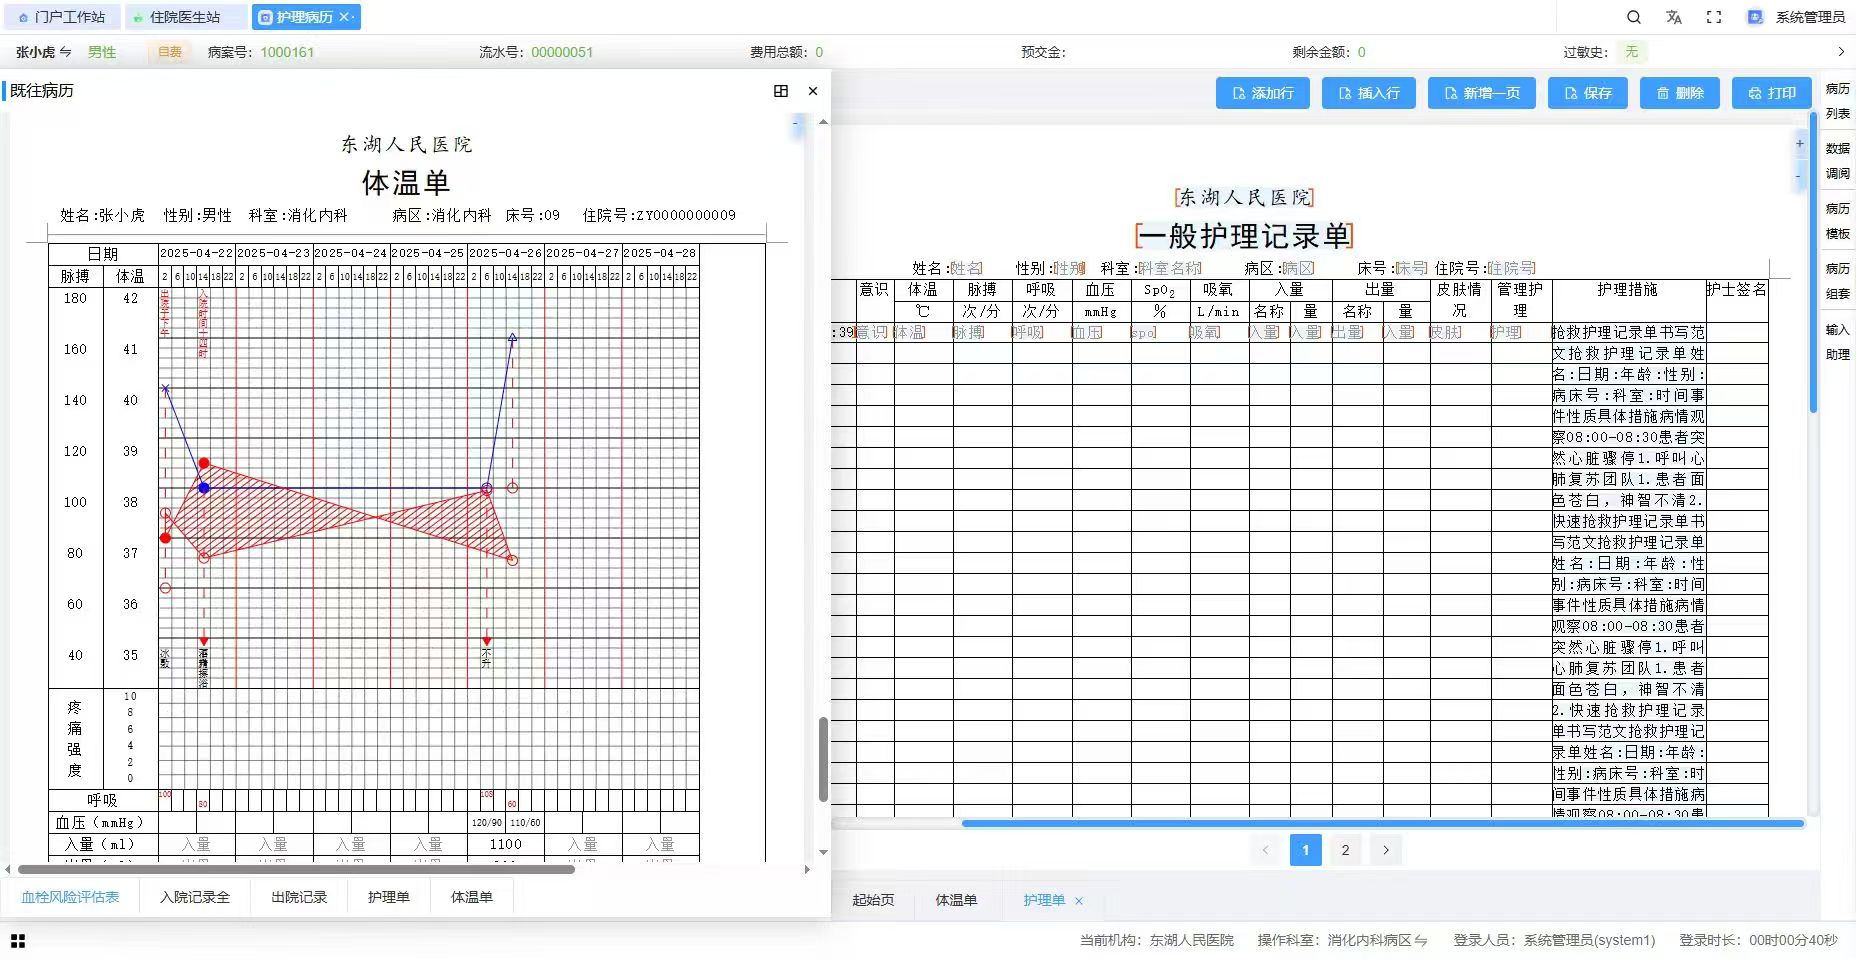 门户工作站 住院医生站 护理病历 系统管理员
张小虎 男性 自费 病案号: 1000161 流水号: 00000051 费用总额: 0 预交金: 剩余金额: 0 过敏史: 无
既往病历
东湖人民医院
体温单
姓名:张小虎 性别:男性 科室:消化内科 病区:消化内科 床号:09 住院号:ZY0000000009
日期 2025-04-22 2025-04-23 2025-04-24 2025-04-25 2025-04-26 2025-04-27 2025-04-28
脉搏 体温 2 6 10 14 18 22 2 6 10 14 18 22 2 6 10 14 18 22 2 6 10 14 18 22 2 6 10 14 18 22 2 6 10 14 18 22 2 6 10 14 18 22
180 42
入院时间十四时
160 41
140 40
120 39
100 38
80 37
60 36
40 35
冰敷 酒精擦浴 不升
疼痛强度
10
8
6
4
2
0
呼吸 100 80 60
血压(mmHg) 120/90 110/60
入量(ml) 入量 入量 入量 入量 1100 入量 入量
血栓风险评估表 入院记录全 出院记录 护理单 体温单
添加行 插入行 新增一页 保存 删除 打印
[东湖人民医院]
[一般护理记录单]
姓名:[姓名] 性别:[性别] 科室:[科室名称] 病区:[病区] 床号:[床号] 住院号:[住院号]
意识 体温 脉搏 呼吸 血压 SpO2 吸氧 入量 出量 皮肤情况 管理护理 护理措施 护士签名
℃ 次/分 次/分 mmHg % L/min 名称 量 名称 量
:39 意识 体温 脉搏 呼吸 血压 spo 吸氧 入量 入量 出量 入量 皮肤 护理 抢救护理记录单书写范
文抢救护理记录单姓
名:日期:年龄:性别:
病床号:科室:时间事
件性质具体措施病情观
察08:00-08:30患者突
然心脏骤停1.呼叫心
肺复苏团队1.患者面
色苍白，神智不清2.
快速抢救护理记录单书
写范文抢救护理记录单
姓名:日期:年龄:性
别:病床号:科室:时间
事件性质具体措施病情
观察08:00-08:30患者
突然心脏骤停1.呼叫
心肺复苏团队1.患者
面色苍白，神智不清
2.快速抢救护理记录
单书写范文抢救护理记
录单姓名:日期:年龄:
性别:病床号:科室:时
间事件性质具体措施病
情观察08:00-08:30患
1 2
起始页 体温单 护理单
病历列表
数据调阅
病历模板
病历组套
输入助理
当前机构: 东湖人民医院 操作科室: 消化内科病区 登录人员: 系统管理员(system1) 登录时长: 00时00分40秒